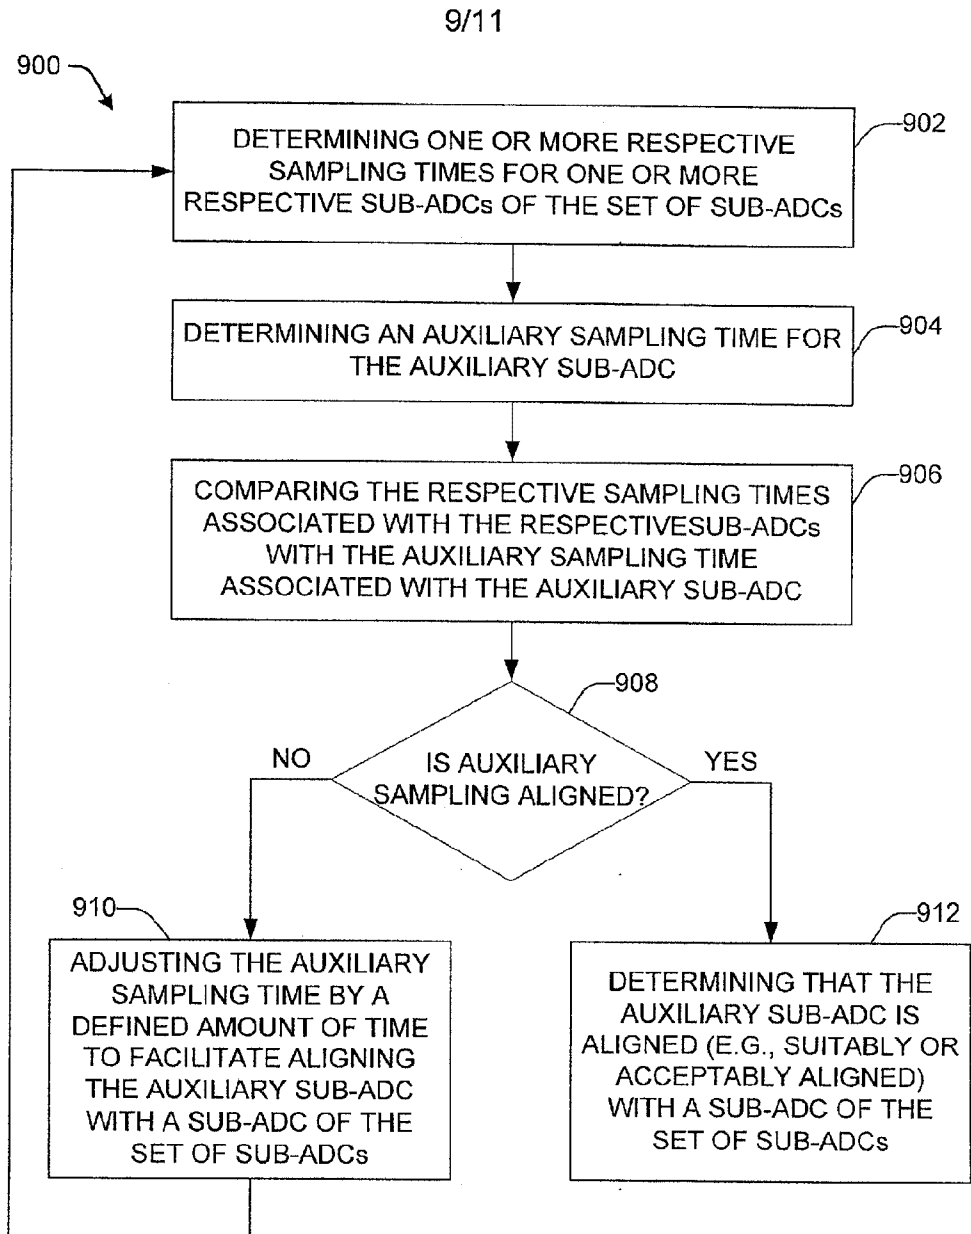 9/11
900
902
DETERMINING ONE OR MORE RESPECTIVE
SAMPLING TIMES FOR ONE OR MORE
RESPECTIVE SUB-ADCs OF THE SET OF SUB-ADCs
904
DETERMINING AN AUXILIARY SAMPLING TIME FOR
THE AUXILIARY SUB-ADC
906
COMPARING THE RESPECTIVE SAMPLING TIMES
ASSOCIATED WITH THE RESPECTIVESUB-ADCs
WITH THE AUXILIARY SAMPLING TIME
ASSOCIATED WITH THE AUXILIARY SUB-ADC
908
NO
YES
IS AUXILIARY
SAMPLING ALIGNED?
910
ADJUSTING THE AUXILIARY
SAMPLING TIME BY A
DEFINED AMOUNT OF TIME
TO FACILITATE ALIGNING
THE AUXILIARY SUB-ADC
WITH A SUB-ADC OF THE
SET OF SUB-ADCs
912
DETERMINING THAT THE
AUXILIARY SUB-ADC IS
ALIGNED (E.G., SUITABLY OR
ACCEPTABLY ALIGNED)
WITH A SUB-ADC OF THE
SET OF SUB-ADCs